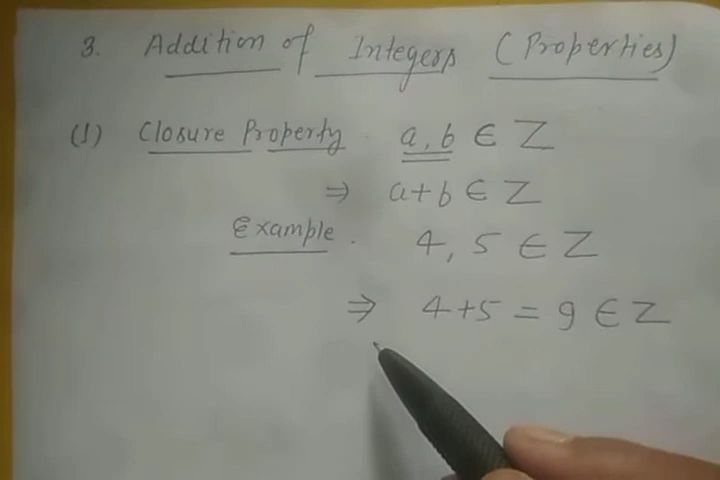 3. Addition of Integers (Properties)
(1) Closure Property. a, b ∈ Z
⇒ a+b ∈ Z
Example. 4, 5 ∈ Z
⇒ 4+5 = 9 ∈ Z